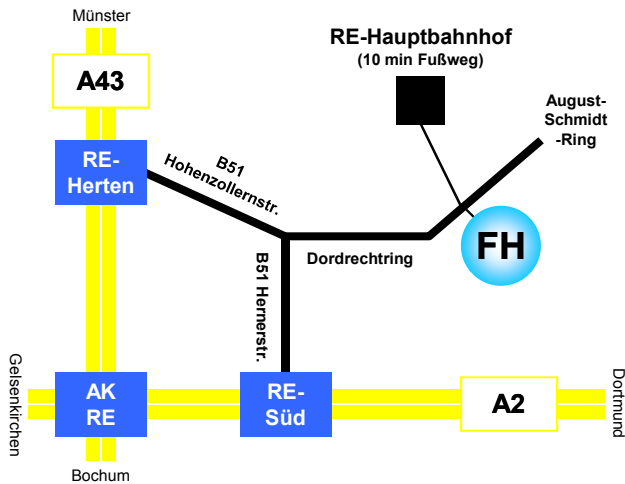 Münster
A43
RE-Hauptbahnhof
(10 min Fußweg)
August-
Schmidt
-Ring
RE-
Herten
B51
Hohenzollernstr.
FH
Dordrechtring
B51 Hernerstr.
Gelsenkirchen
AK
RE
RE-
Süd
A2
Dortmund
Bochum